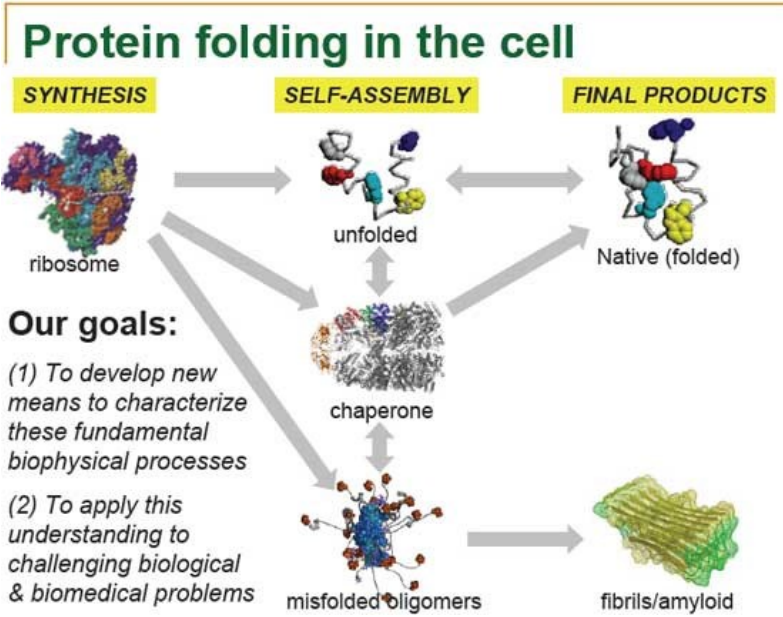 Protein folding in the cell
SYNTHESIS
SELF-ASSEMBLY
FINAL PRODUCTS
ribosome
unfolded
Native (folded)
chaperone
Our goals:
(1) To develop new
means to characterize
these fundamental
biophysical processes
(2) To apply this
understanding to
challenging biological
& biomedical problems
misfolded oligomers
fibrils/amyloid